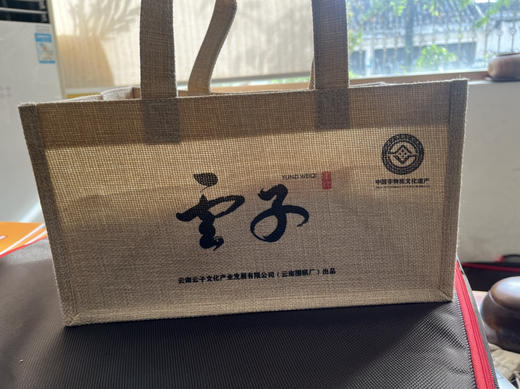 YUNZI WEIQI
云子
中国非物质文化遗产
云南云子文化产业发展有限公司（云南围棋厂）出品